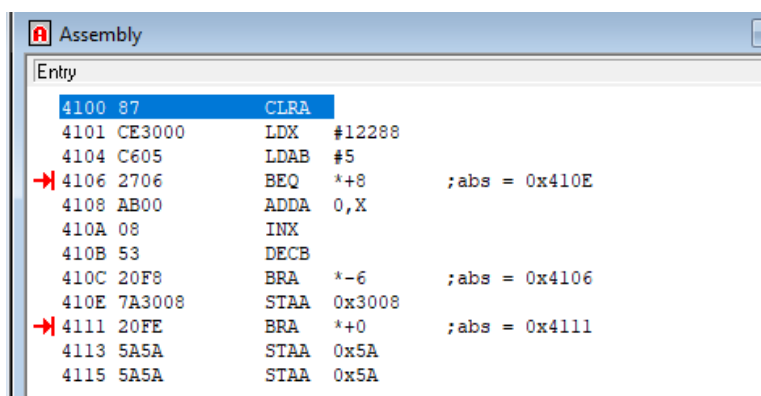 Assembly
Entry
4100 87 CLRA
4101 CE3000 LDX #12288
4104 C605 LDAB #5
4106 2706 BEQ *+8 ;abs = 0x410E
4108 AB00 ADDA 0,X
410A 08 INX
410B 53 DECB
410C 20F8 BRA *-6 ;abs = 0x4106
410E 7A3008 STAA 0x3008
4111 20FE BRA *+0 ;abs = 0x4111
4113 5A5A STAA 0x5A
4115 5A5A STAA 0x5A